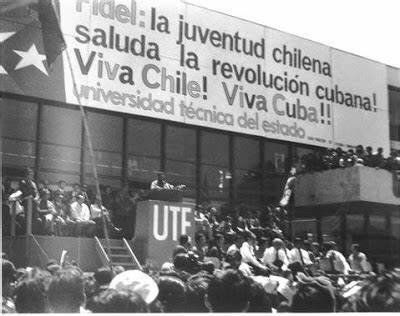 Fidel: la juventud chilena
saluda la revolución cubana!
Viva Chile! Viva Cuba!!
universidad técnica del estado
UTE